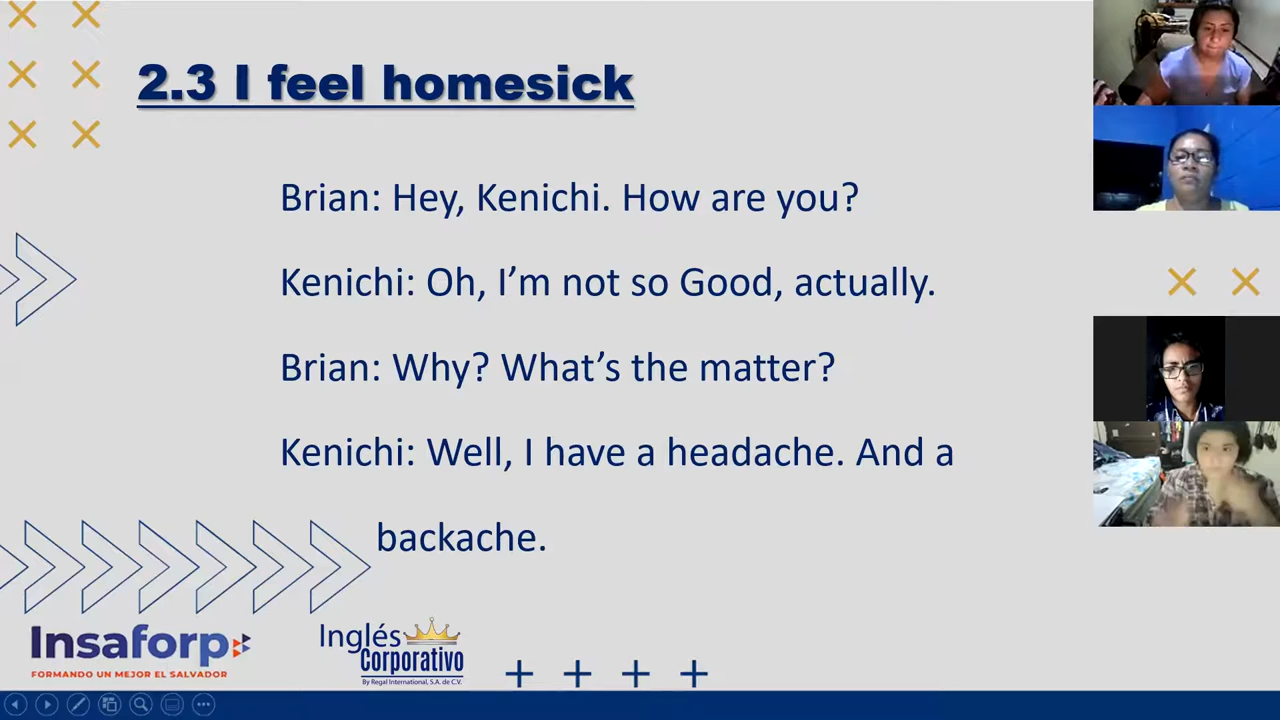 2.3 I feel homesick
Brian: Hey, Kenichi. How are you?
Kenichi: Oh, I’m not so Good, actually.
Brian: Why? What’s the matter?
Kenichi: Well, I have a headache. And a
backache.
Insaforp
FORMANDO UN MEJOR EL SALVADOR
Inglés
Corporativo
By Regal International, S.A. de C.V.